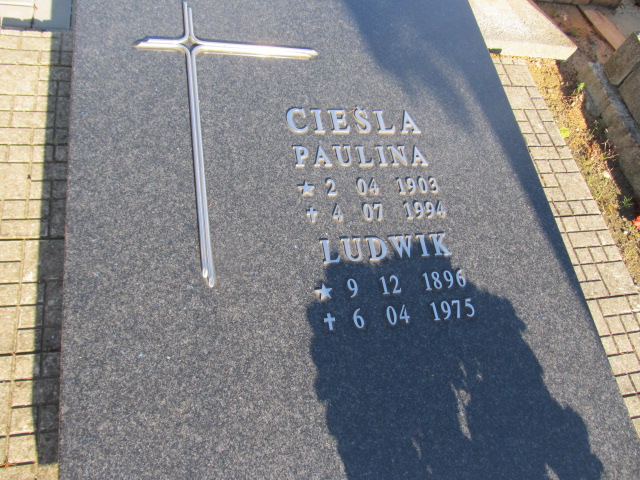 CIEŚLA
PAULINA
★ 2 04 1903
✝ 4 07 1994
LUDWIK
★ 9 12 1896
✝ 6 04 1975